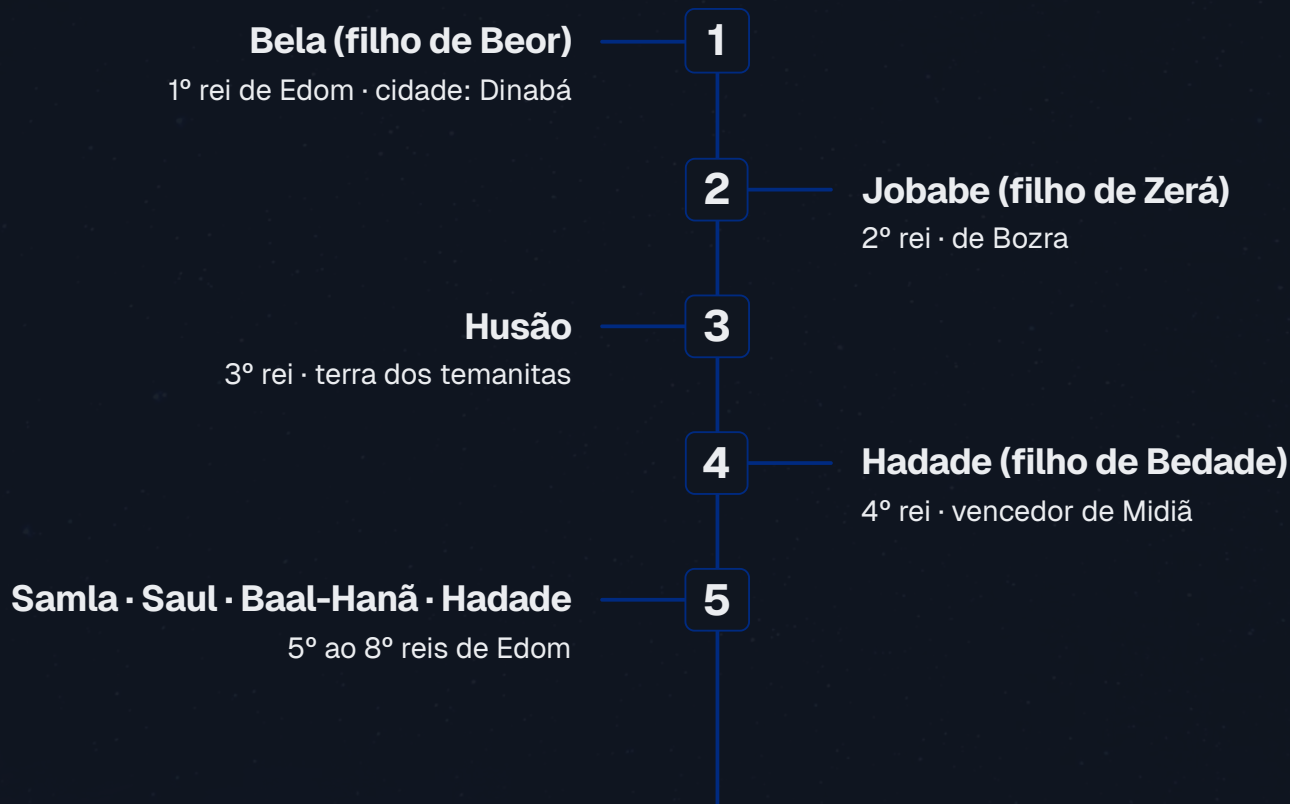 Bela (filho de Beor)
1
1º rei de Edom · cidade: Dinabá
2
Jobabe (filho de Zerá)
2º rei · de Bozra
Husão
3
3º rei · terra dos temanitas
4
Hadade (filho de Bedade)
4º rei · vencedor de Midiã
Samla · Saul · Baal-Hanã · Hadade
5
5º ao 8º reis de Edom